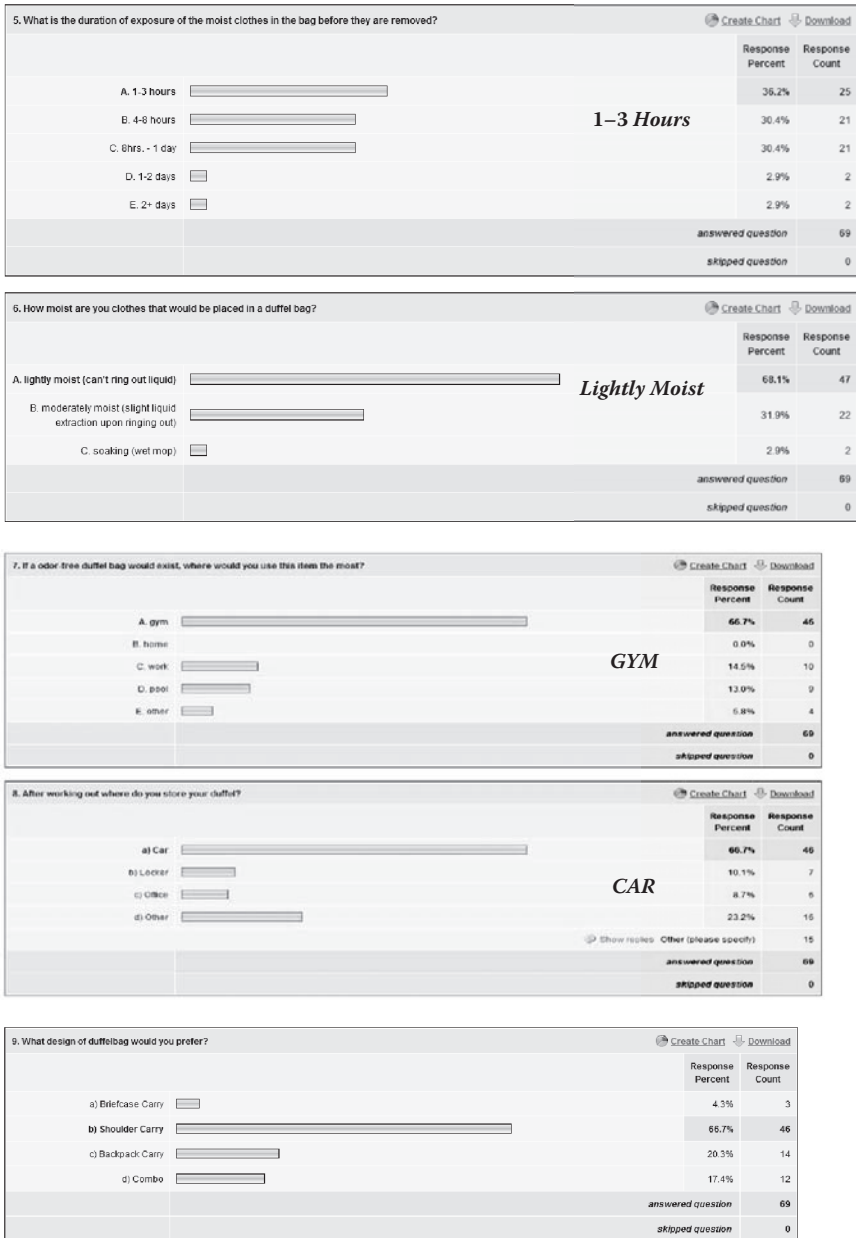 5. What is the duration of exposure of the moist clothes in the bag before they are removed? Create Chart Download
Response Percent Response Count
A. 1-3 hours 36.2% 25
B. 4-8 hours 30.4% 21
C. 8hrs. - 1 day 30.4% 21
D. 1-2 days 2.9% 2
E. 2+ days 2.9% 2
1–3 Hours
answered question 69
skipped question 0
6. How moist are you clothes that would be placed in a duffel bag? Create Chart Download
Response Percent Response Count
A. lightly moist (can't ring out liquid) 68.1% 47
Lightly Moist
B. moderately moist (slight liquid
extraction upon ringing out) 31.9% 22
C. soaking (wet mop) 2.9% 2
answered question 69
skipped question 0
7. If a odor-free duffel bag would exist, where would you use this item the most? Create Chart Download
Response Percent Response Count
A. gym 66.7% 46
B. home 0.0% 0
C. work 14.5% 10
GYM
D. pool 13.0% 9
E. other 5.8% 4
answered question 69
skipped question 0
8. After working out where do you store your duffel? Create Chart Download
Response Percent Response Count
a) Car 66.7% 46
b) Locker 10.1% 7
c) Office 8.7% 6
CAR
d) Other 23.2% 16
Show replies Other (please specify) 15
answered question 69
skipped question 0
9. What design of duffelbag would you prefer? Create Chart Download
Response Percent Response Count
a) Briefcase Carry 4.3% 3
b) Shoulder Carry 66.7% 46
c) Backpack Carry 20.3% 14
d) Combo 17.4% 12
answered question 69
skipped question 0